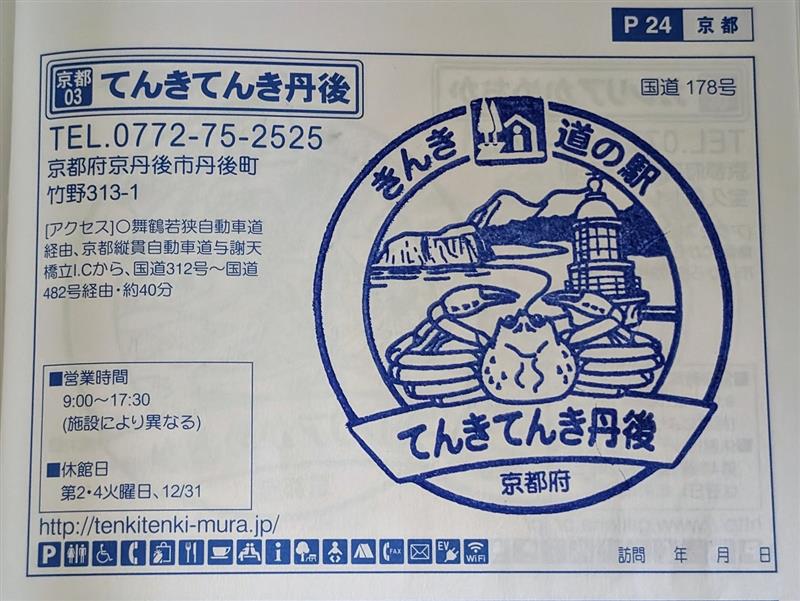 P 24 京都
京都
03
てんきてんき丹後
国道 178号
TEL.0772-75-2525
京都府京丹後市丹後町
竹野313-1
[アクセス]〇舞鶴若狭自動車道
経由、京都縦貫自動車道与謝天
橋立I.Cから、国道312号～国道
482号経由・約40分
きんき 道の駅
てんきてんき丹後
京都府
■営業時間
9:00～17:30
(施設により異なる)
■休館日
第2・4火曜日、12/31
http://tenkitenki-mura.jp/
P FAX EV WiFi
訪問 年 月 日